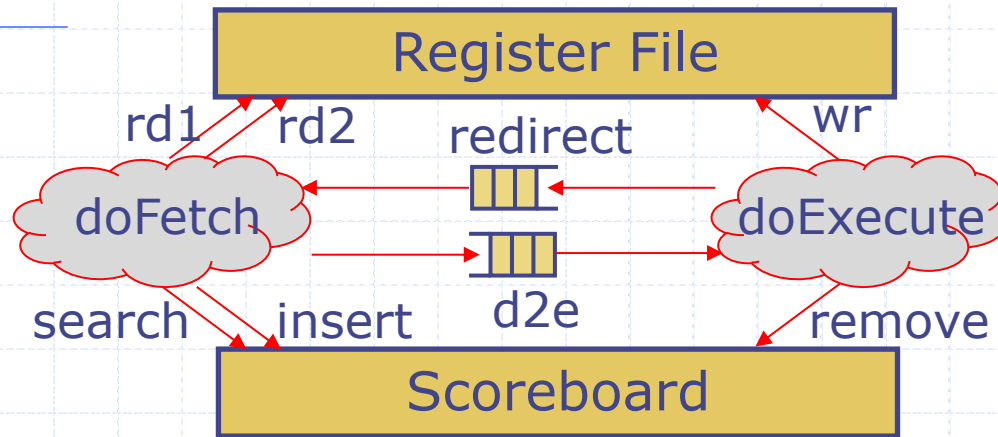 Register File
rd1
rd2
redirect
wr
doFetch
doExecute
d2e
search
insert
remove
Scoreboard